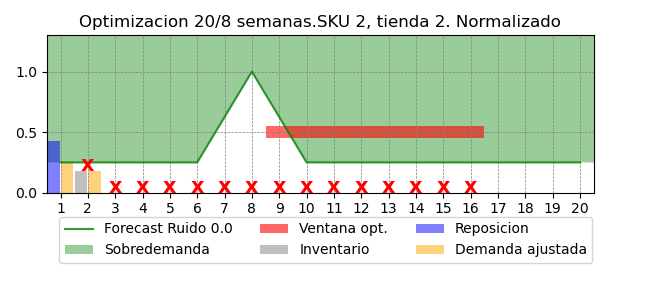 Optimizacion 20/8 semanas.SKU 2, tienda 2. Normalizado
1.0
0.5
0.0
X
X X X X X X X X X X X X X X
1 2 3 4 5 6 7 8 9 10 11 12 13 14 15 16 17 18 19 20
Forecast Ruido 0.0 Ventana opt. Reposicion
Sobredemanda Inventario Demanda ajustada